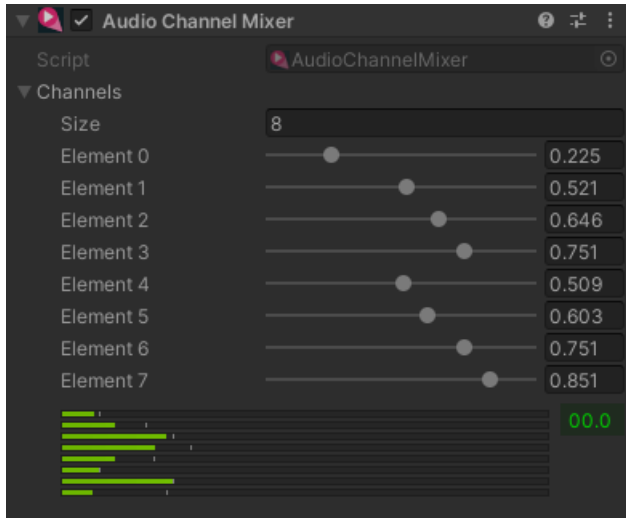 Audio Channel Mixer
Script AudioChannelMixer
Channels
Size 8
Element 0 0.225
Element 1 0.521
Element 2 0.646
Element 3 0.751
Element 4 0.509
Element 5 0.603
Element 6 0.751
Element 7 0.851
00.0